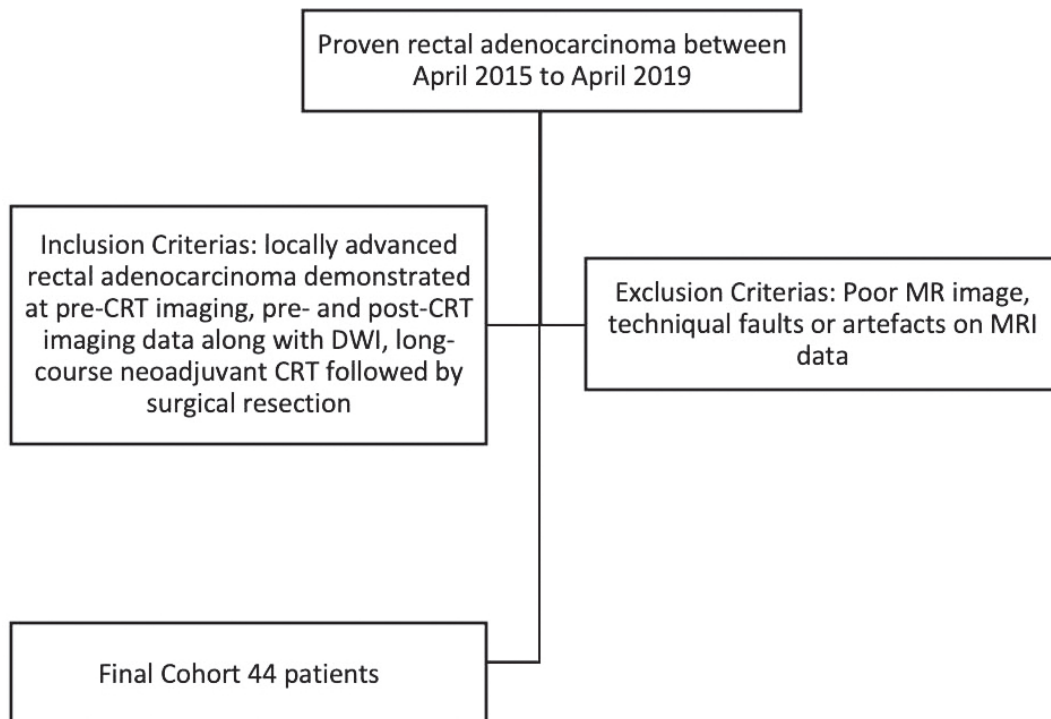 Proven rectal adenocarcinoma between
April 2015 to April 2019
Inclusion Criterias: locally advanced
rectal adenocarcinoma demonstrated
at pre-CRT imaging, pre- and post-CRT
imaging data along with DWI, long-
course neoadjuvant CRT followed by
surgical resection
Exclusion Criterias: Poor MR image,
techniqual faults or artefacts on MRI
data
Final Cohort 44 patients